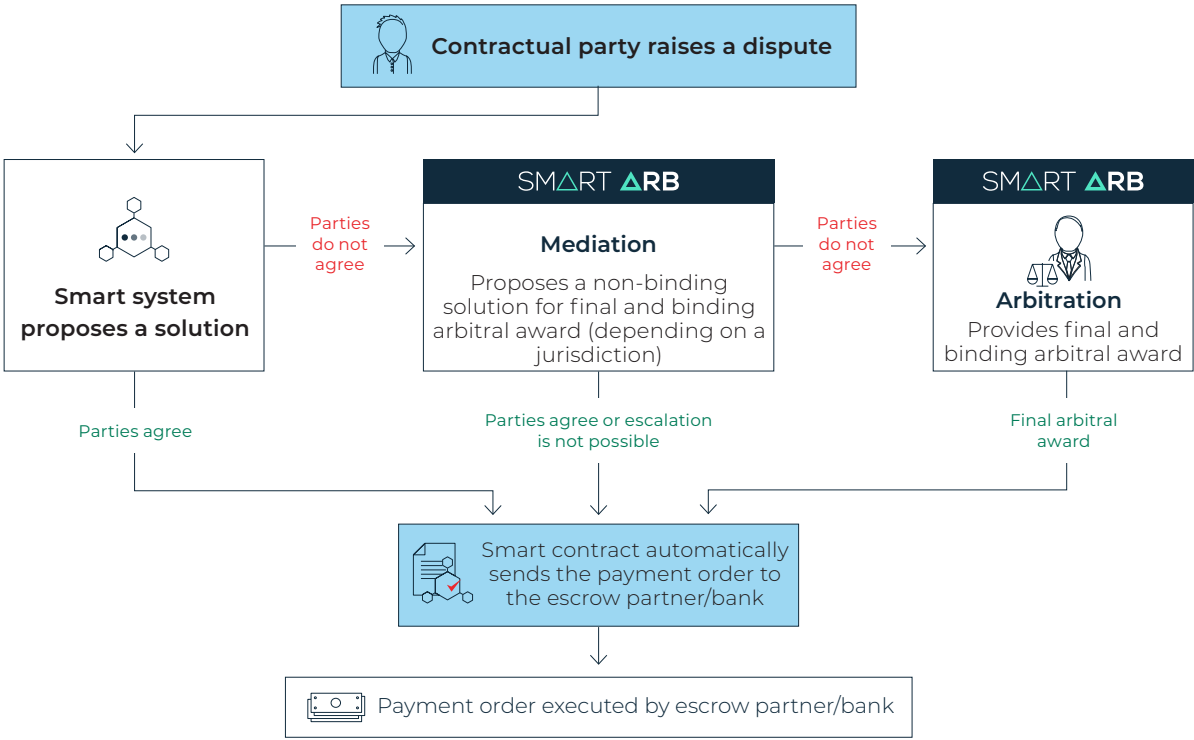 Contractual party raises a dispute
Smart system
proposes a solution
Parties
do not
agree
SMART ARB
Mediation
Proposes a non-binding
solution for final and binding
arbitral award (depending on a
jurisdiction)
Parties
do not
agree
SMART ARB
Arbitration
Provides final and
binding arbitral award
Parties agree
Parties agree or escalation
is not possible
Final arbitral
award
Smart contract automatically
sends the payment order to
the escrow partner/bank
Payment order executed by escrow partner/bank